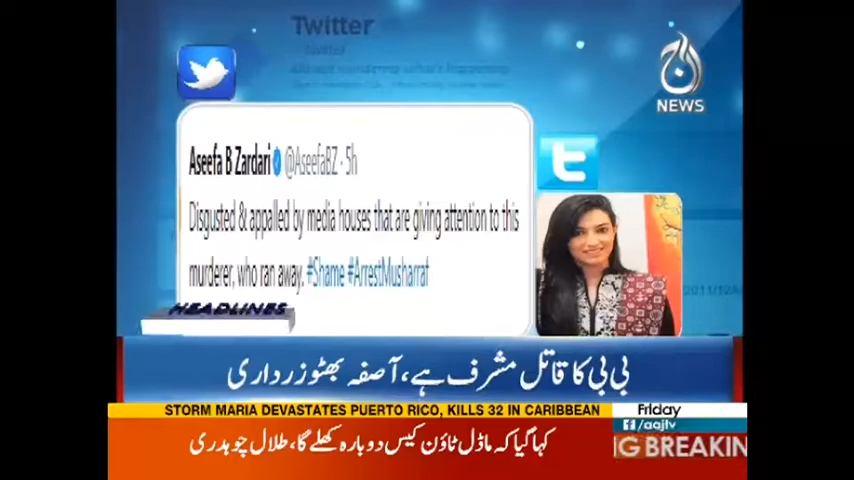 Twitter
NEWS
Aseefa B Zardari @AseefaBZ · 5h
Disgusted & appalled by media houses that are giving attention to this
murderer, who ran away. #Shame #ArrestMusharraf
HEADLINES
بی بی کا قاتل مشرف ہے، آصفہ بھٹو زرداری
STORM MARIA DEVASTATES PUERTO RICO, KILLS 32 IN CARIBBEAN
Friday
/aajtv
کہا گیا کہ ماڈل ٹاؤن کیس دوبارہ کھلے گا، طلال چوہدری
BREAKIN